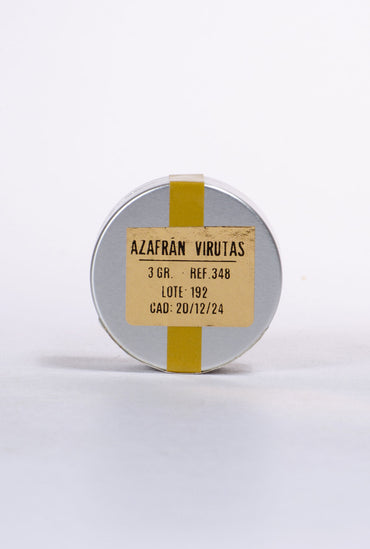 AZAFRÁN VIRUTAS
3 GR. · REF.348
LOTE: 192
CAD: 20/12/24